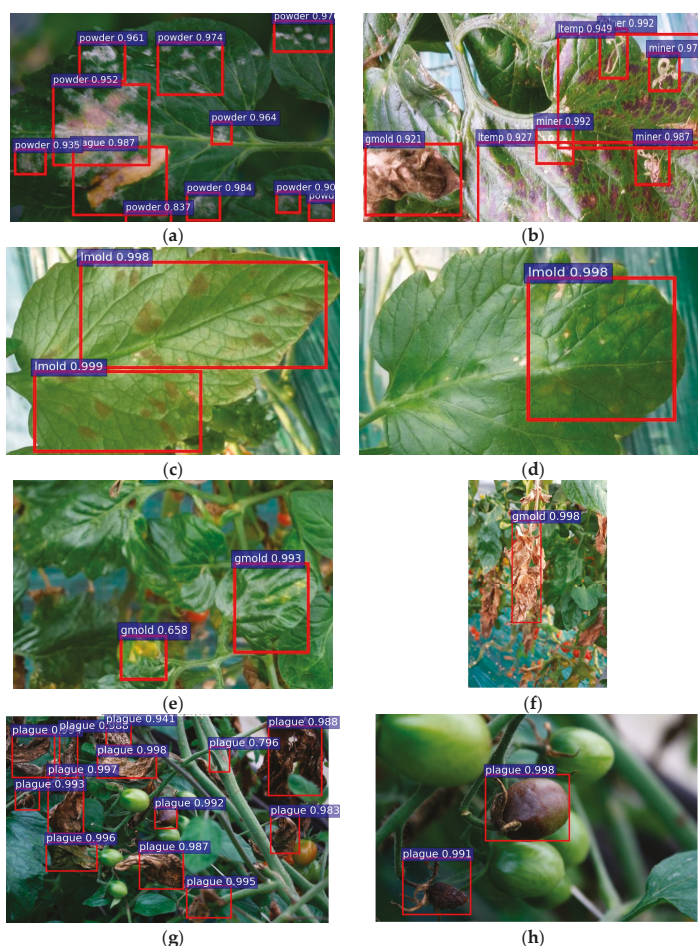 powder 0.961
powder 0.974
powder 0.952
powder 0.964
powder 0.935
plague 0.987
powder 0.984
powder 0.837
(a)
ltemp 0.949
miner 0.992
gmold 0.921
ltemp 0.927
miner 0.992
miner 0.987
(b)
lmold 0.998
lmold 0.999
(c)
lmold 0.998
(d)
gmold 0.993
gmold 0.658
(e)
gmold 0.998
(f)
plague 0.941
plague 0.988
plague 0.998
plague 0.796
plague 0.997
plague 0.993
plague 0.992
plague 0.983
plague 0.996
plague 0.987
plague 0.995
(g)
plague 0.998
plague 0.991
(h)